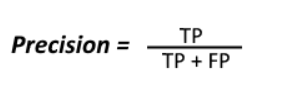 Precision = TP
TP + FP